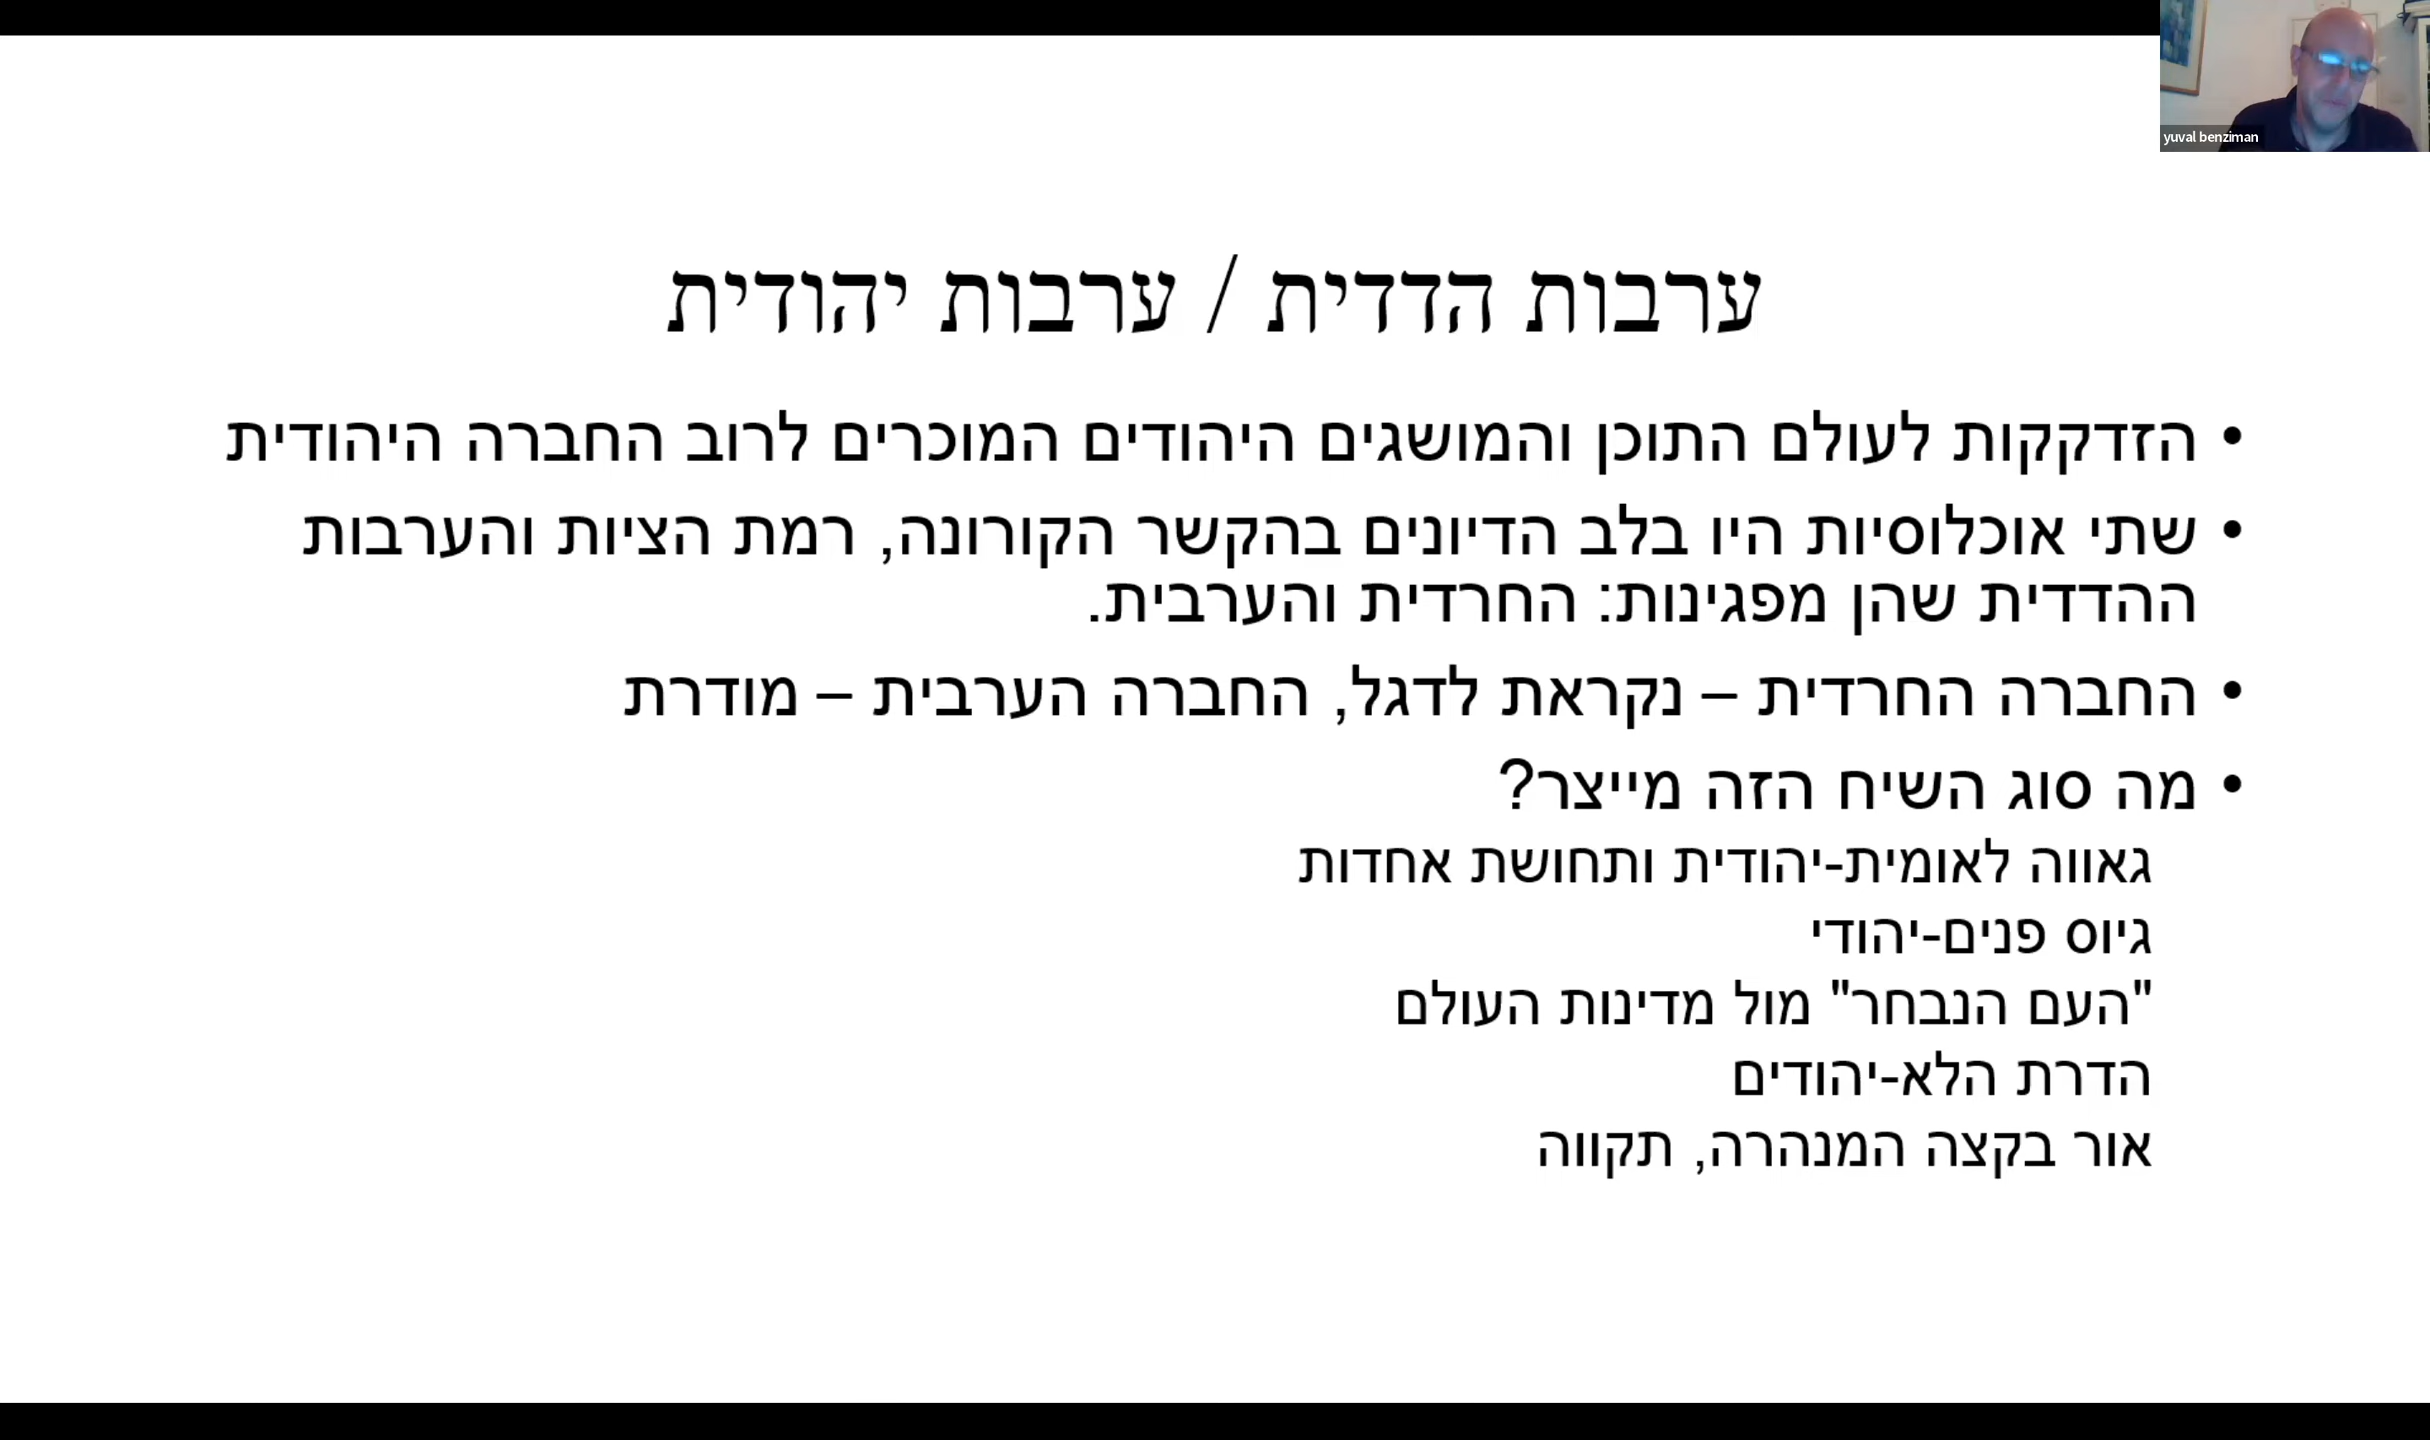 yuval benziman
ערבות הדדית / ערבות יהודית
• הזדקקות לעולם התוכן והמושגים היהודים המוכרים לרוב החברה היהודית
• שתי אוכלוסיות היו בלב הדיונים בהקשר הקורונה, רמת הציות והערבות
ההדדית שהן מפגינות: החרדית והערבית.
• החברה החרדית – נקראת לדגל, החברה הערבית – מודרת
• מה סוג השיח הזה מייצר?
גאווה לאומית-יהודית ותחושת אחדות
גיוס פנים-יהודי
"העם הנבחר" מול מדינות העולם
הדרת הלא-יהודים
אור בקצה המנהרה, תקווה